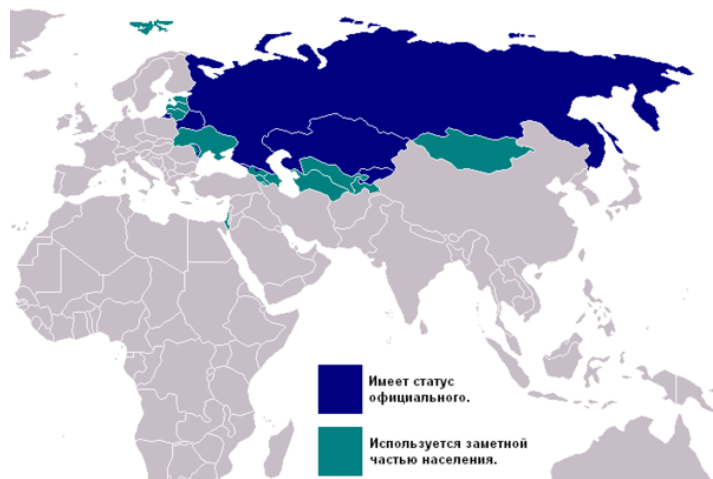 Имеет статус
официального.
Используется заметной
частью населения.